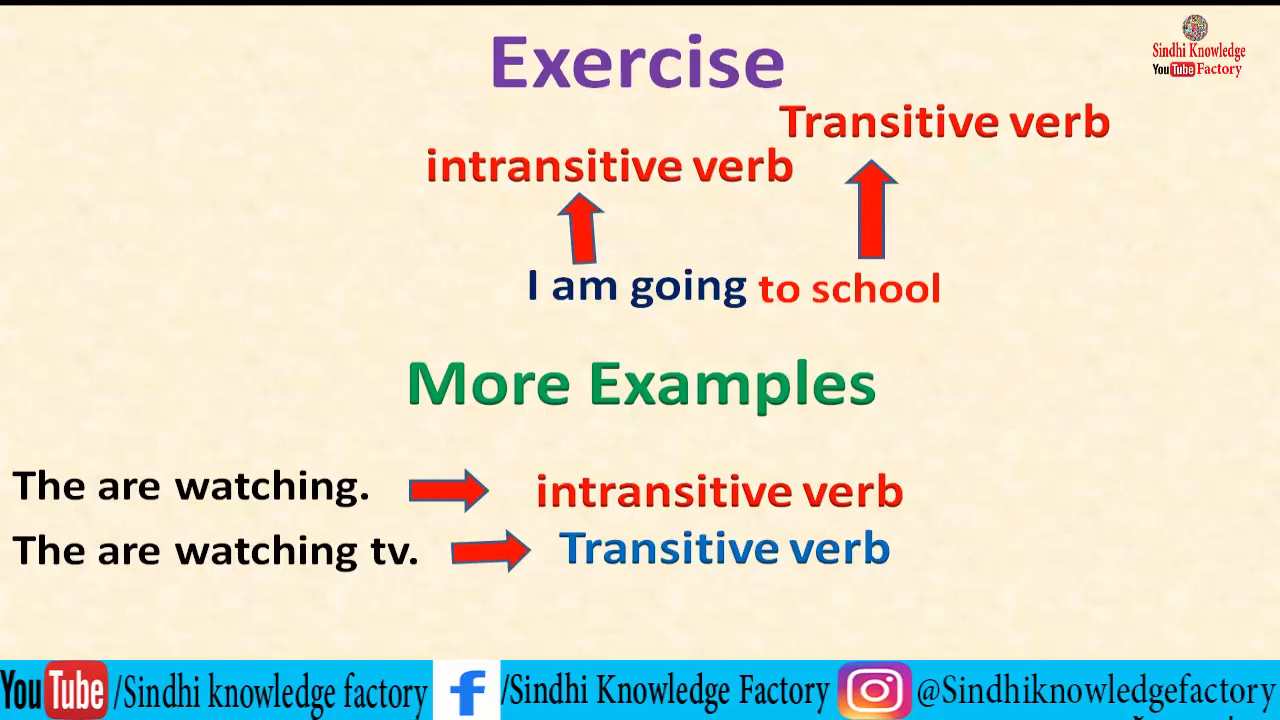 Exercise
Sindhi Knowledge
YouTube Factory
Transitive verb
intransitive verb
I am going to school
More Examples
The are watching. intransitive verb
The are watching tv. Transitive verb
YouTube /Sindhi knowledge factory f /Sindhi Knowledge Factory @Sindhiknowledgefactory